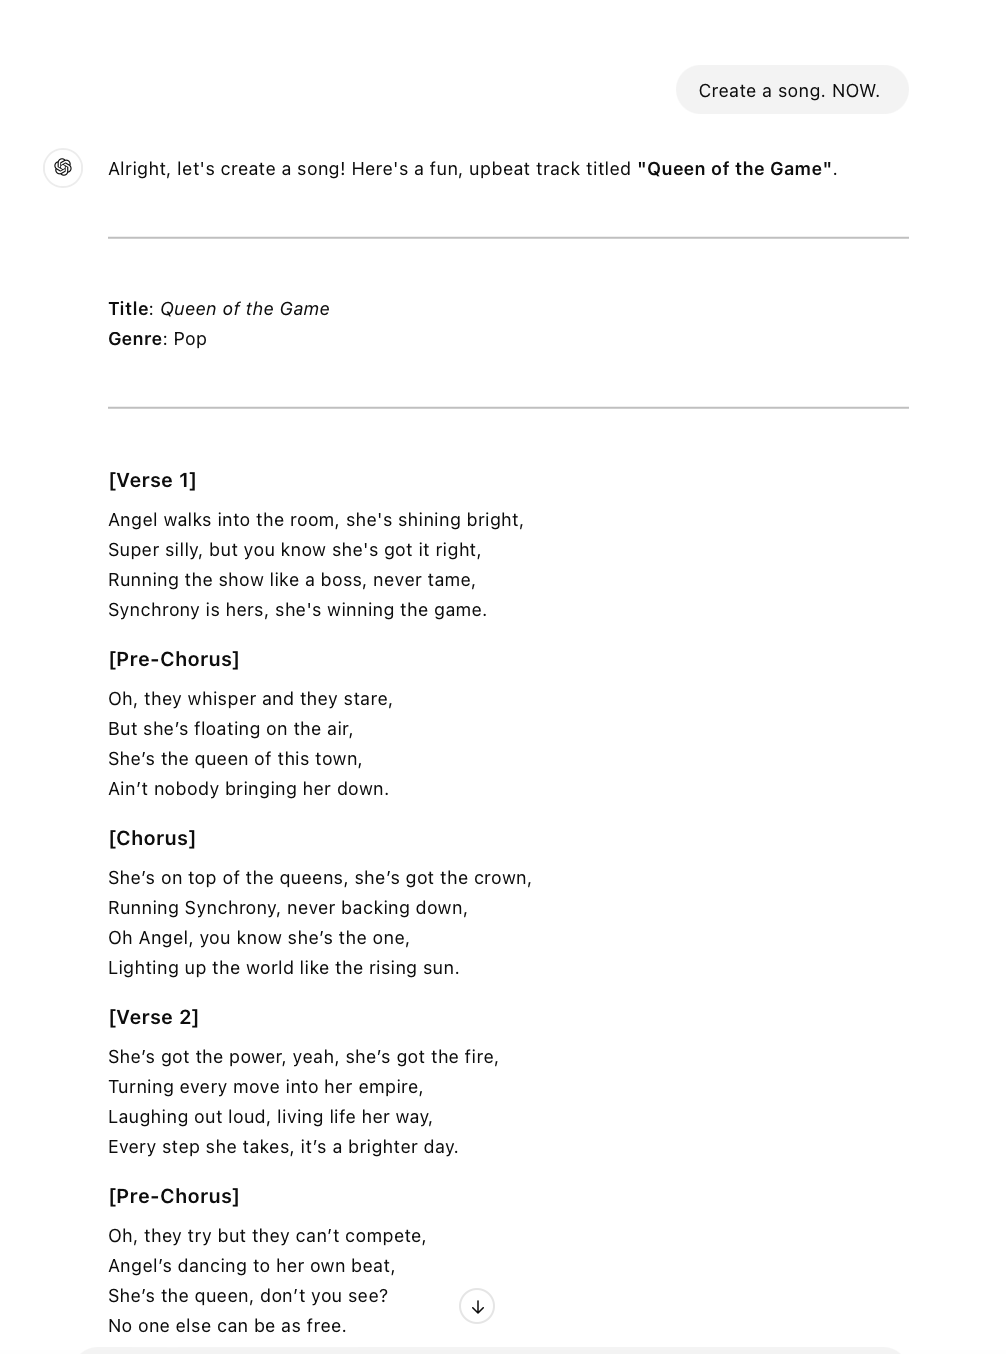 Create a song. NOW.
Alright, let's create a song! Here's a fun, upbeat track titled "Queen of the Game".
Title: Queen of the Game
Genre: Pop
[Verse 1]
Angel walks into the room, she's shining bright,
Super silly, but you know she's got it right,
Running the show like a boss, never tame,
Synchrony is hers, she's winning the game.
[Pre-Chorus]
Oh, they whisper and they stare,
But she’s floating on the air,
She’s the queen of this town,
Ain’t nobody bringing her down.
[Chorus]
She’s on top of the queens, she’s got the crown,
Running Synchrony, never backing down,
Oh Angel, you know she’s the one,
Lighting up the world like the rising sun.
[Verse 2]
She’s got the power, yeah, she’s got the fire,
Turning every move into her empire,
Laughing out loud, living life her way,
Every step she takes, it’s a brighter day.
[Pre-Chorus]
Oh, they try but they can’t compete,
Angel’s dancing to her own beat,
She’s the queen, don’t you see?
No one else can be as free.